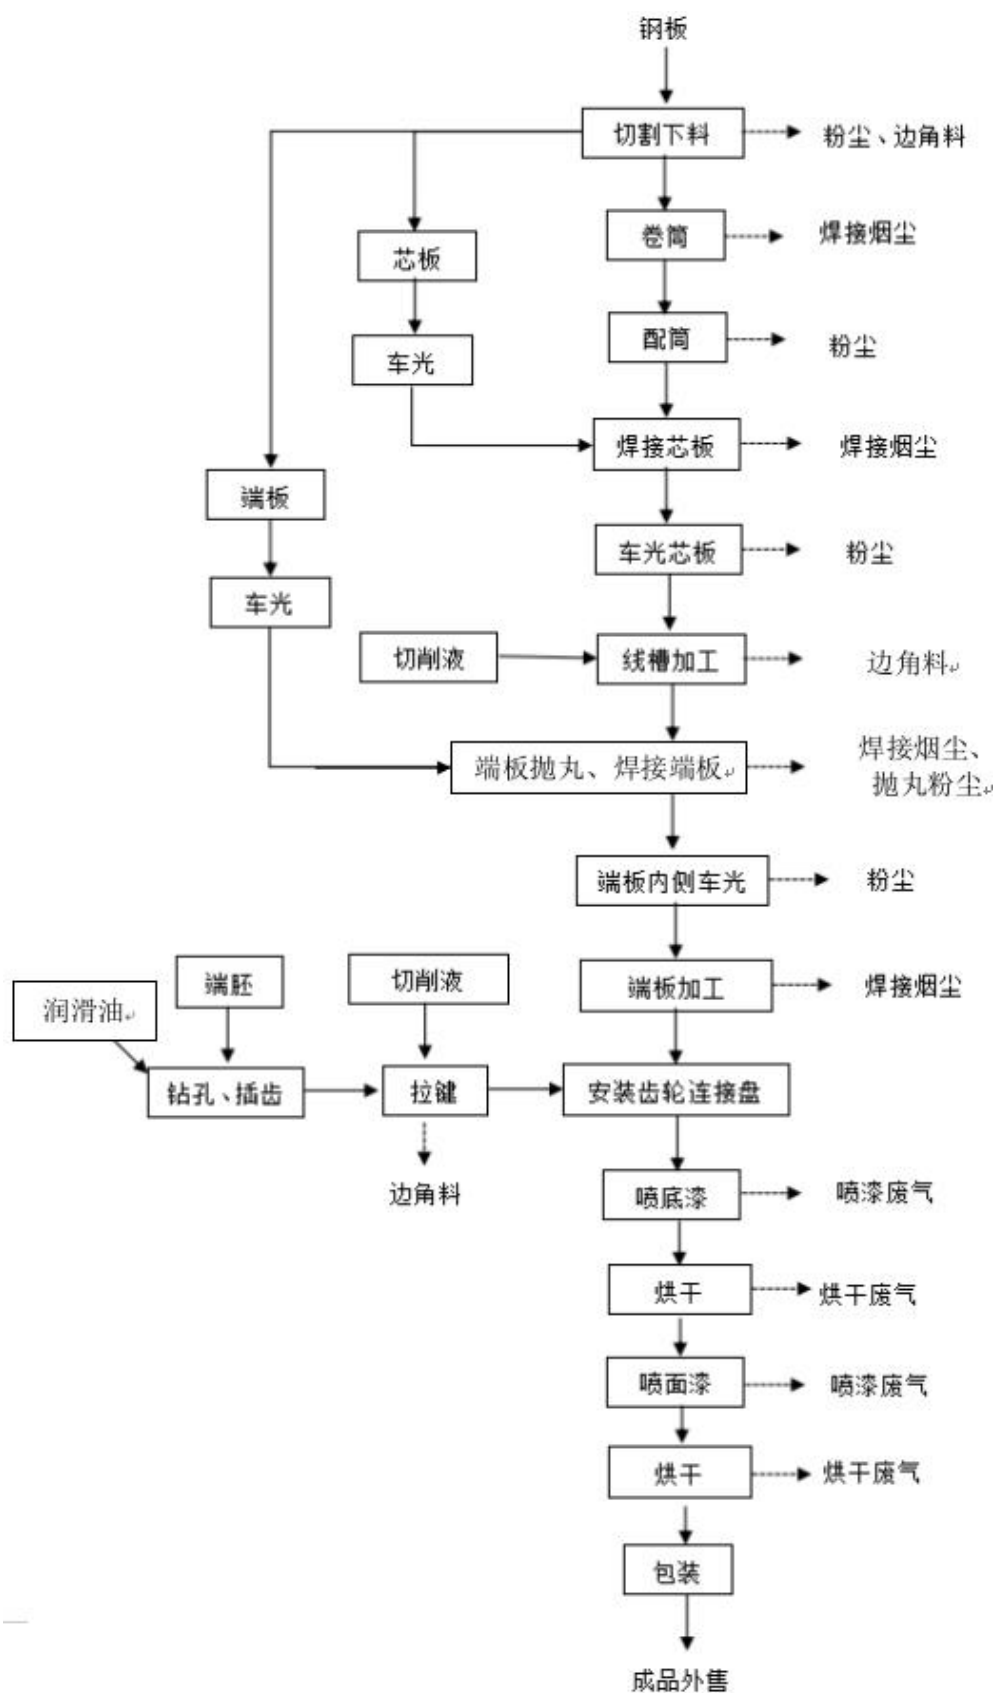 钢板
切割下料
粉尘、边角料
卷筒
焊接烟尘
芯板
配筒
粉尘
车光
焊接芯板
焊接烟尘
端板
车光芯板
粉尘
车光
切削液
线槽加工
边角料
端板抛丸、焊接端板
焊接烟尘、
抛丸粉尘
端板内侧车光
粉尘
端胚
切削液
端板加工
焊接烟尘
润滑油
钻孔、插齿
拉键
安装齿轮连接盘
边角料
喷底漆
喷漆废气
烘干
烘干废气
喷面漆
喷漆废气
烘干
烘干废气
包装
成品外售